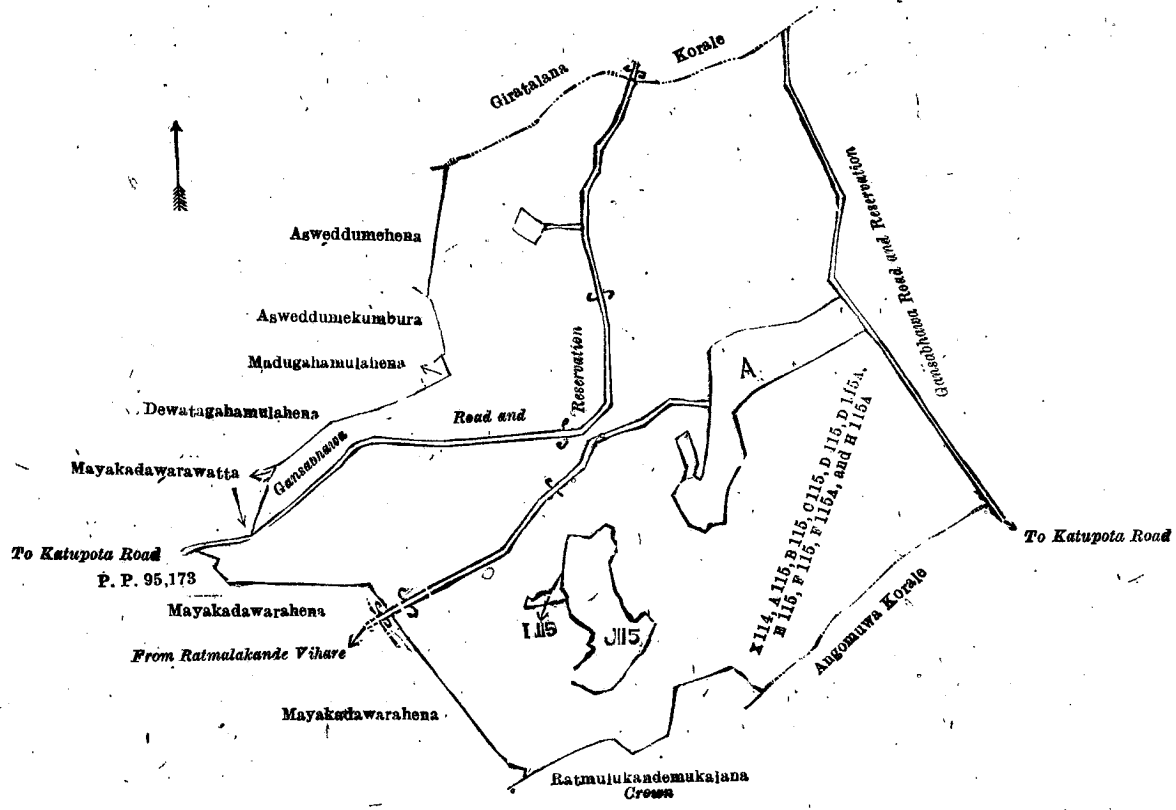 Giratalana Korale
Asweddumehena
Asweddumekumbura
Madugahamulahena
Dewatagahamulahena
Mayakadawarawatta
Gansabhawa Road and Reservation
Gansabhawa Road and Reservation
A
To Katupota Road
P. P. 95,173
Mayakadawarahena
From Ratmalakande Vihare
Mayakadawarahena
I 115
J115
X 114, A 115, B 115, C 115, D 115, D 115A,
E 115, F 115, F 115A, and H 115A
To Katupota Road
Angomuwa Korale
Ratmulukandemukalana
Crown